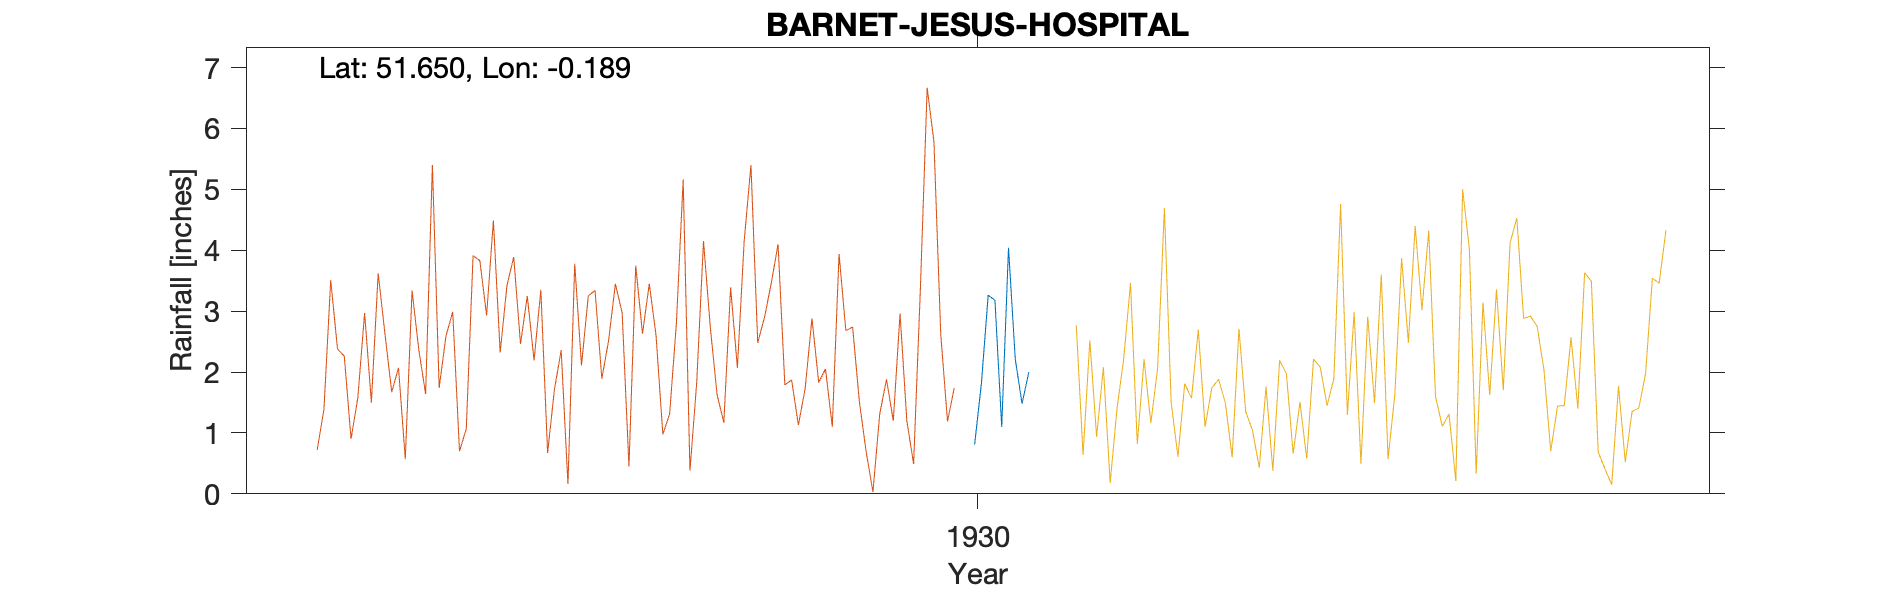 BARNET-JESUS-HOSPITAL
Lat: 51.650, Lon: -0.189
7
6
5
4
3
2
1
0
Rainfall [inches]
1930
Year